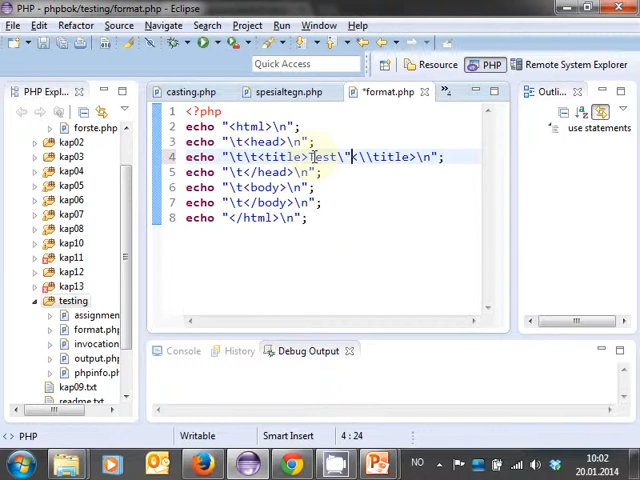 PHP - phpbok/testing/format.php - Eclipse
File Edit Refactor Source Navigate Search Project Run Window Help
Quick Access
Resource
PHP
Remote System Explorer
PHP Expl...
casting.php
spesialtegn.php
*format.php
»2
Outli...
forste.php
kap02
kap03
kap04
kap05
kap06
kap07
kap08
kap10
kap11
kap12
kap13
testing
assignmen
format.php
invocation
output.php
phpinfo.p
kap09.txt
readme.txt
1 <?php
2 echo "<html>\n";
3 echo "\t<head>\n";
4 echo "\t\t<title>Test\"<\\title>\n";
5 echo "\t</head>\n";
6 echo "\t<body>\n";
7 echo "\t</body>\n";
8 echo "</html>\n";
use statements
Console
History
Debug Output
PHP
Writable
Smart Insert
4 : 24
NO
10:02
20.01.2014